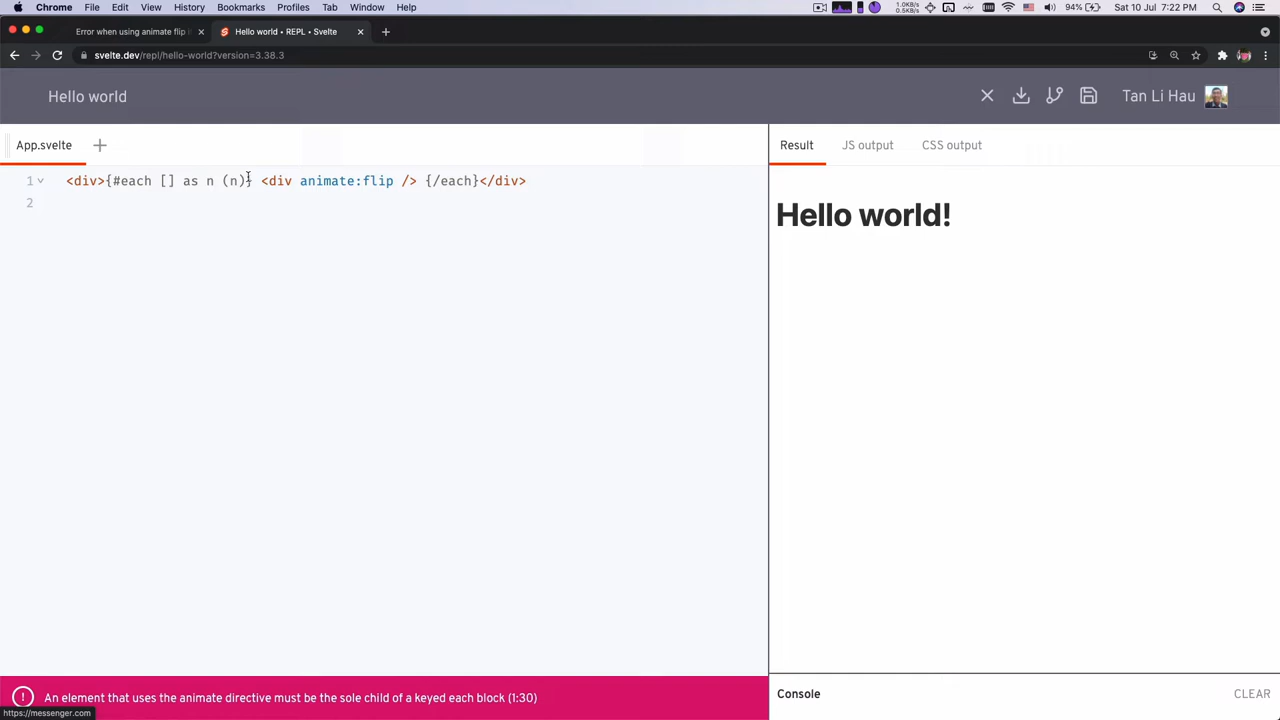 Chrome File Edit View History Bookmarks Profiles Tab Window Help
1.0KB/s
0.5KB/s
94%
Sat 10 Jul 7:22 PM
Error when using animate flip i
Hello world • REPL • Svelte
svelte.dev/repl/hello-world?version=3.38.3
Hello world
Tan Li Hau
App.svelte
Result JS output CSS output
1 <div>{#each [] as n (n)} <div animate:flip /> {/each}</div>
2
Hello world!
An element that uses the animate directive must be the sole child of a keyed each block (1:30)
Console
CLEAR
https://messenger.com